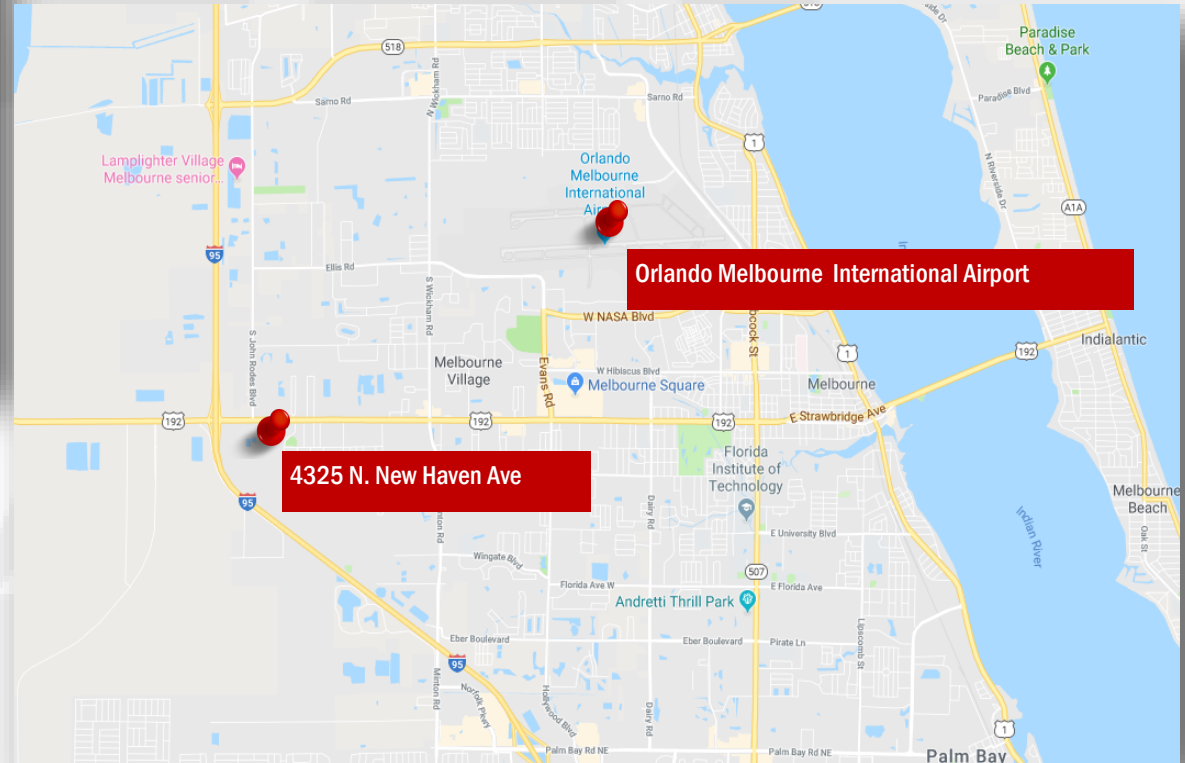 518
Paradise
Beach & Park
N Wickham Rd
Sarno Rd
Sarno Rd
Paradise Blvd
1
Lamplighter Village
Melbourne senior...
Orlando
Melbourne
International
N Riverside Dr
A1A
95
Ellis Rd
S Wickham Rd
Orlando Melbourne International Airport
W NASA Blvd
S John Rodes Blvd
Evans Rd
Melbourne
Village
W Hibiscus Blvd
Melbourne Square
1
Melbourne
192
Indialantic
192
192
192
E Strawbridge Ave
4325 N. New Haven Ave
Florida
Institute of
Technology
95
Dairy Rd
Melbourne
Beach
Indian River
Oak St
E University Blvd
Wingate Blvd
507
Florida Ave W
E Florida Ave
Andretti Thrill Park
Eber Boulevard
Eber Boulevard
Pirate Ln
Lipscomb St
95
Minton Rd
Norfolk Pkwy
Hollywood Blvd
Dairy Rd
1
Palm Bay Rd NE
Palm Bay Rd NE
Palm Bay